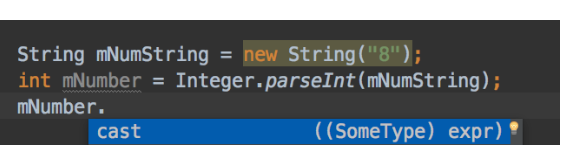 String mNumString = new String("8");
int mNumber = Integer.parseInt(mNumString);
mNumber.
cast ((SomeType) expr)